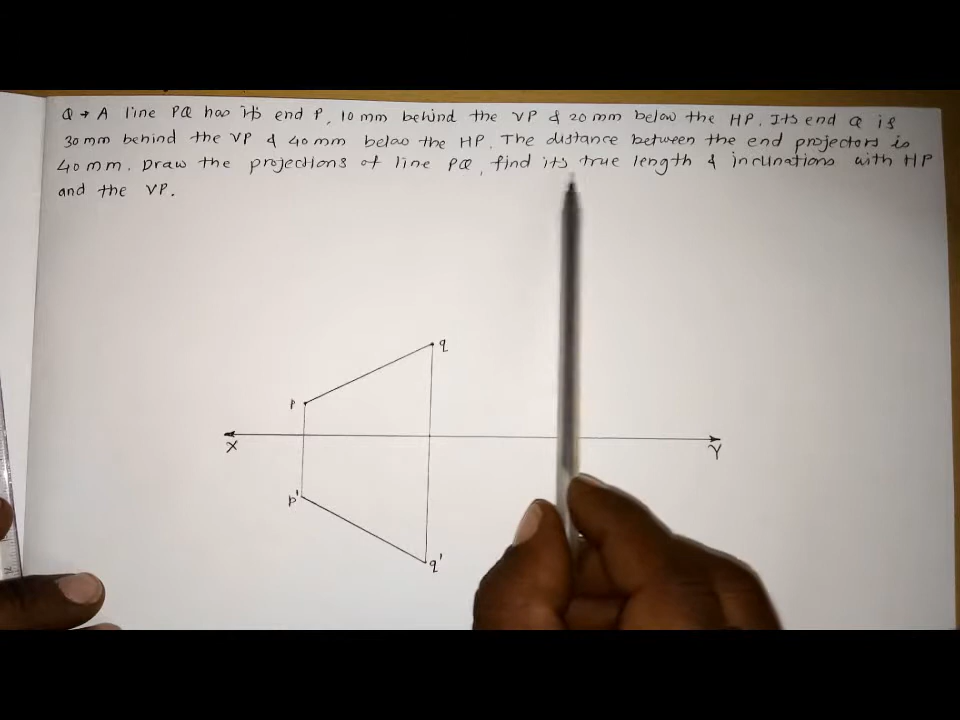 Q → A line PQ has its end P, 10 mm behind the VP & 20 mm below the HP. Its end Q is
30 mm behind the VP & 40 mm below the HP. The distance between the end projectors is
40 mm. Draw the projections of line PQ, find its true length & inclinations with HP
and the VP.
q
p
X
Y
p'
q'